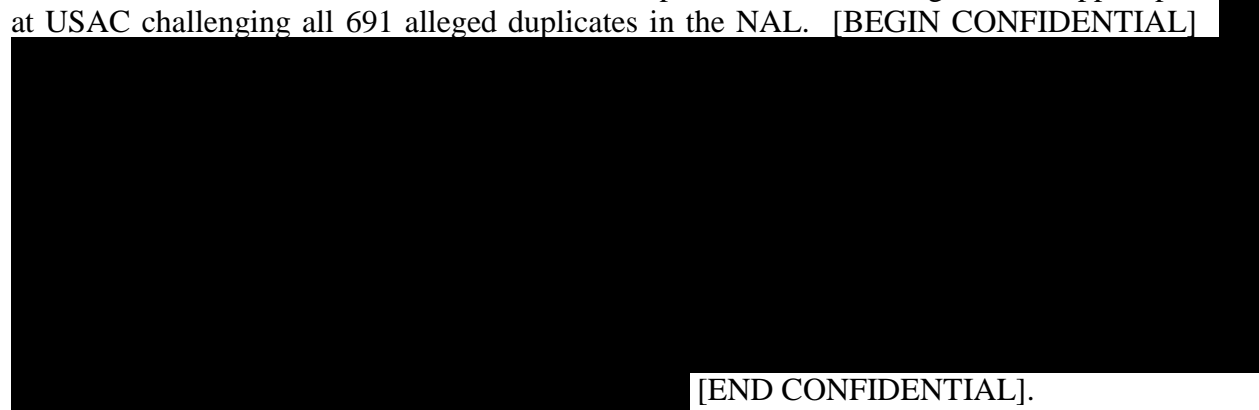 at USAC challenging all 691 alleged duplicates in the NAL. [BEGIN CONFIDENTIAL]
[END CONFIDENTIAL].